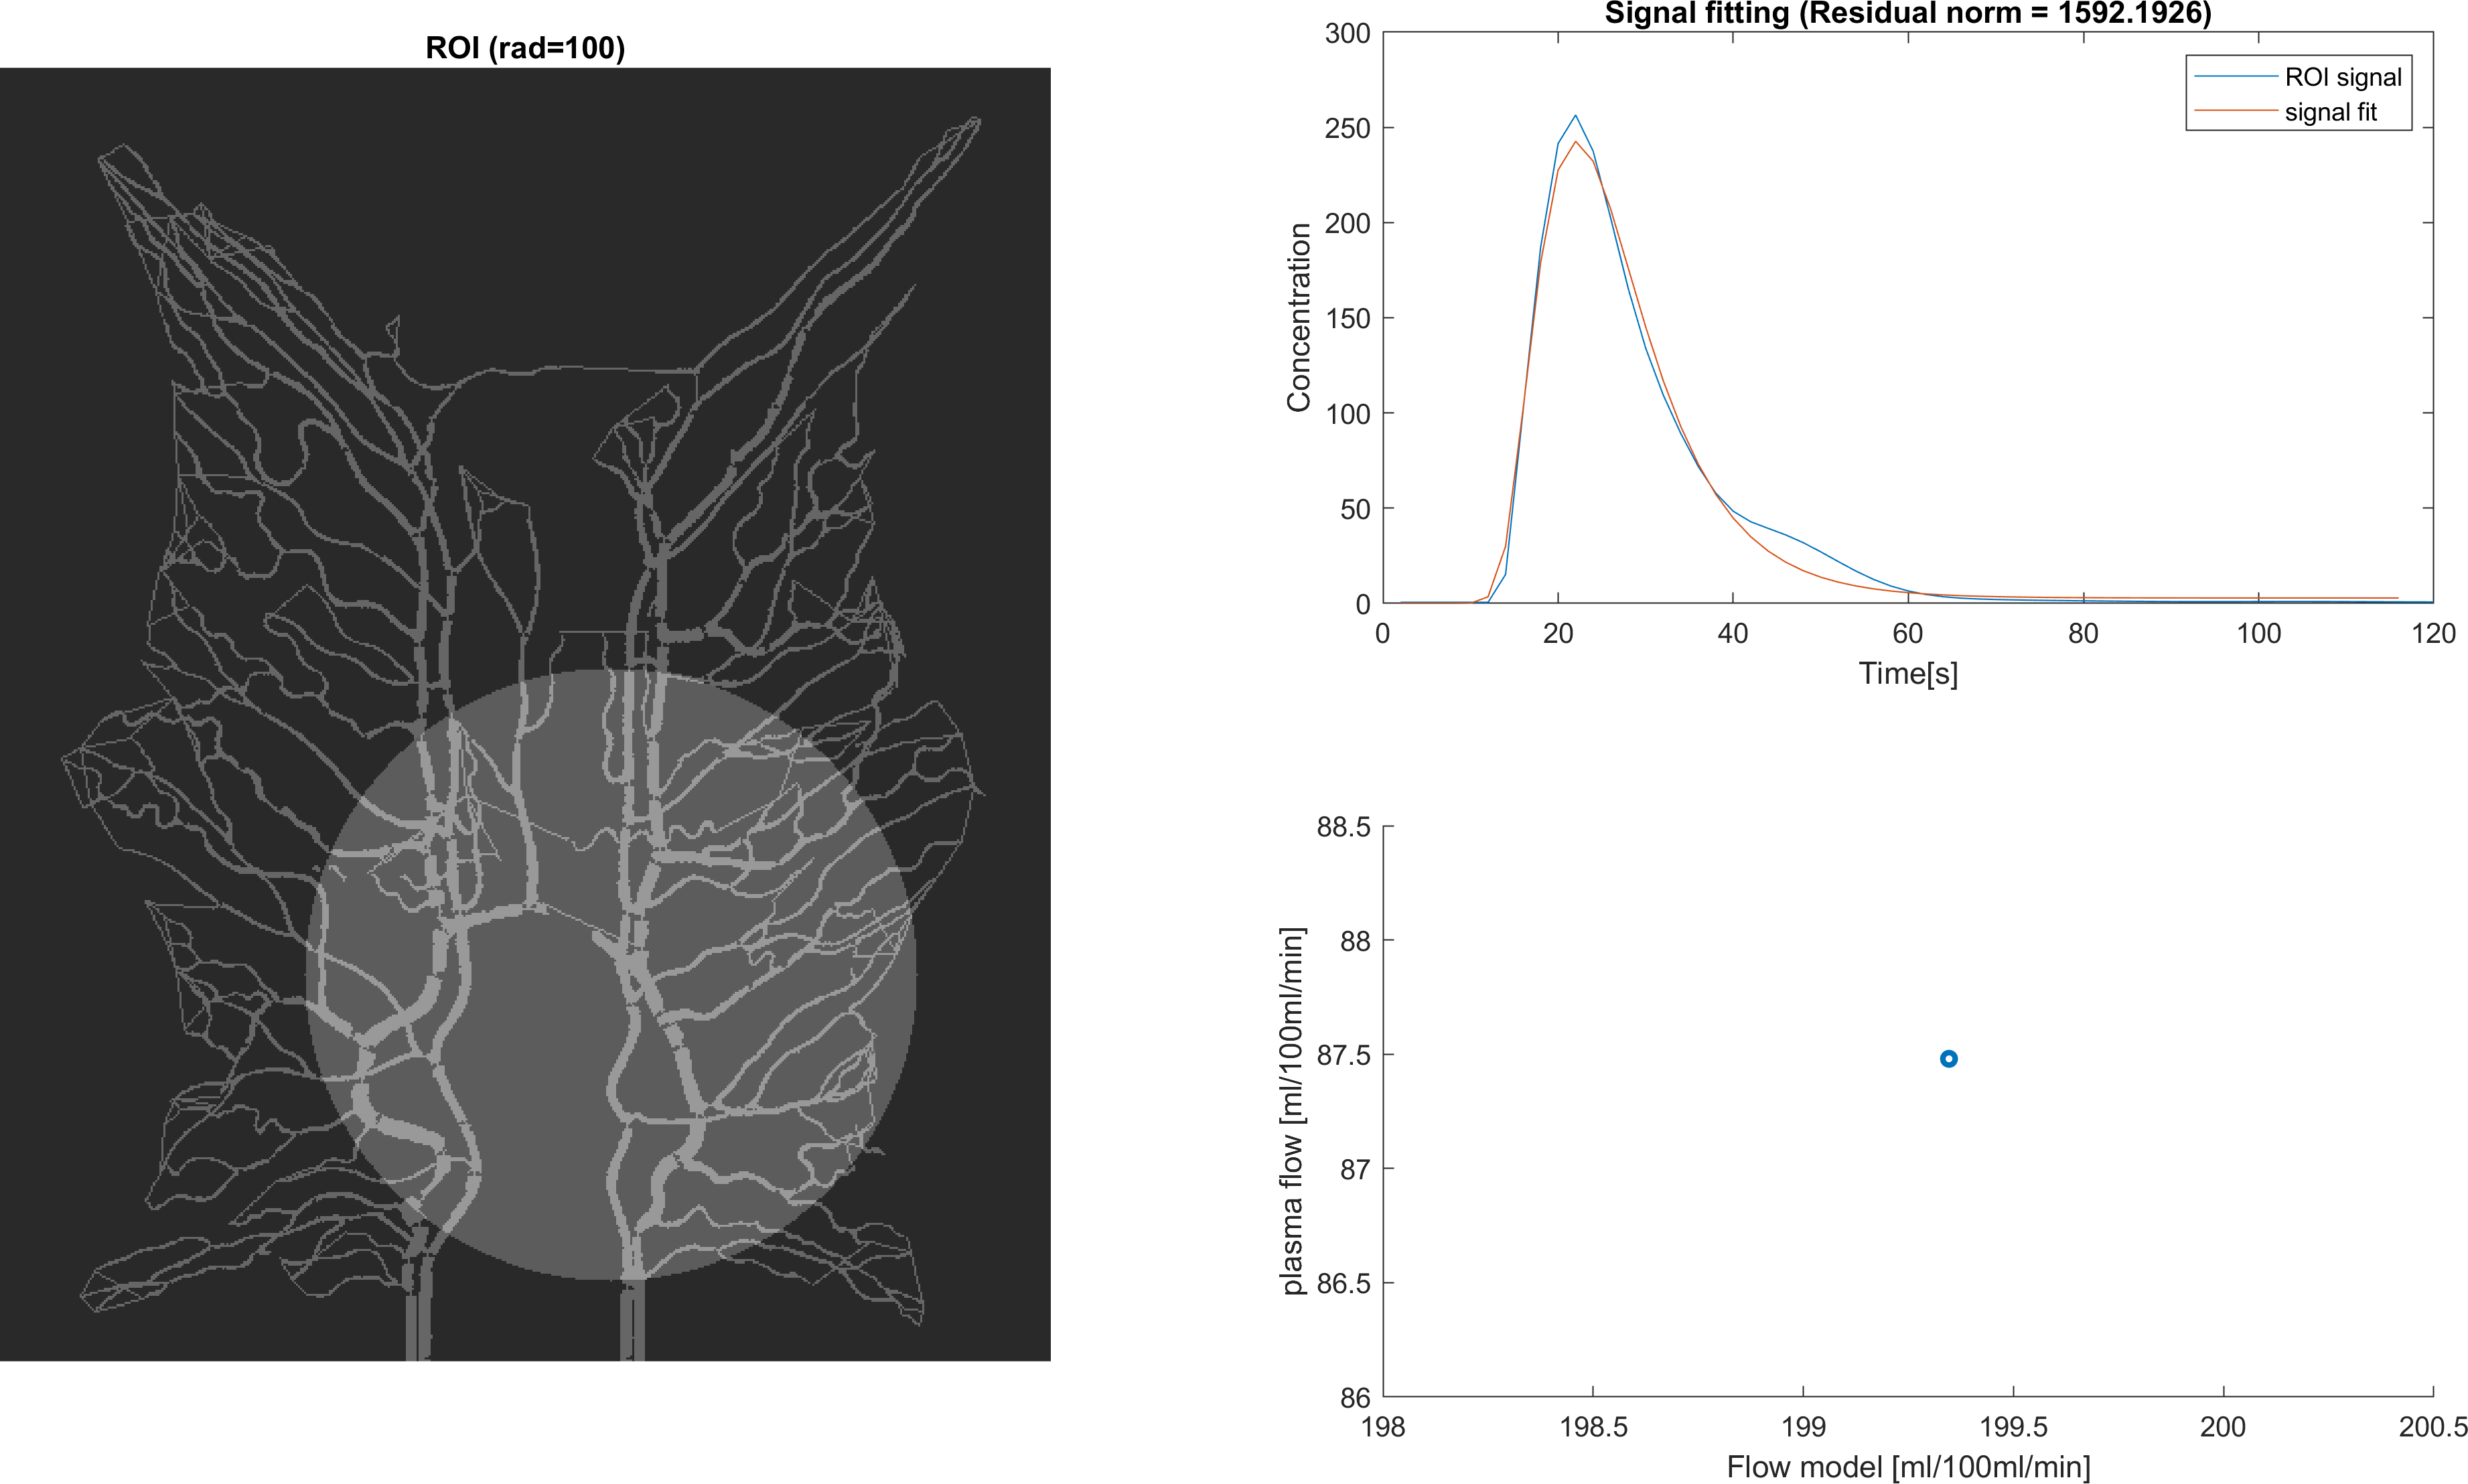 ROI (rad=100)
Signal fitting (Residual norm = 1592.1926)
300
250
200
150
100
50
0
Concentration
ROI signal
signal fit
0 20 40 60 80 100 120
Time[s]
88.5
88
87.5
87
86.5
86
plasma flow [ml/100ml/min]
198 198.5 199 199.5 200 200.5
Flow model [ml/100ml/min]